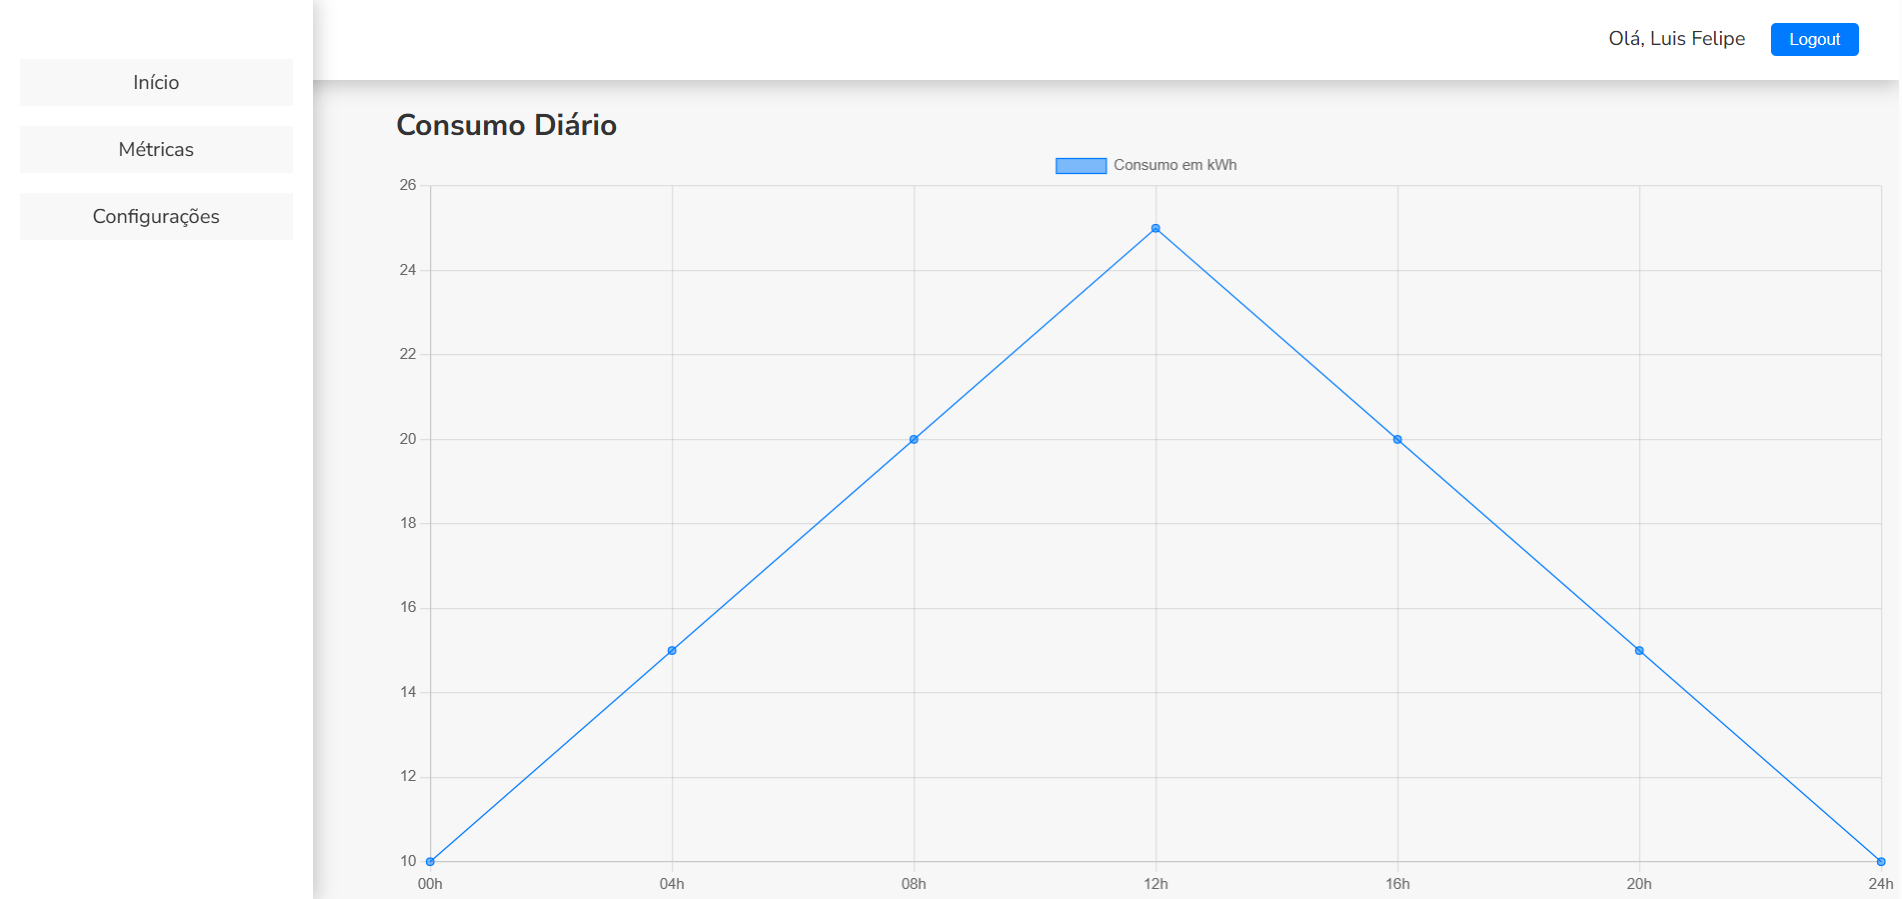 Olá, Luis Felipe
Logout
Início
Métricas
Configurações
Consumo Diário
Consumo em kWh
26
24
22
20
18
16
14
12
10
00h 04h 08h 12h 16h 20h 24h